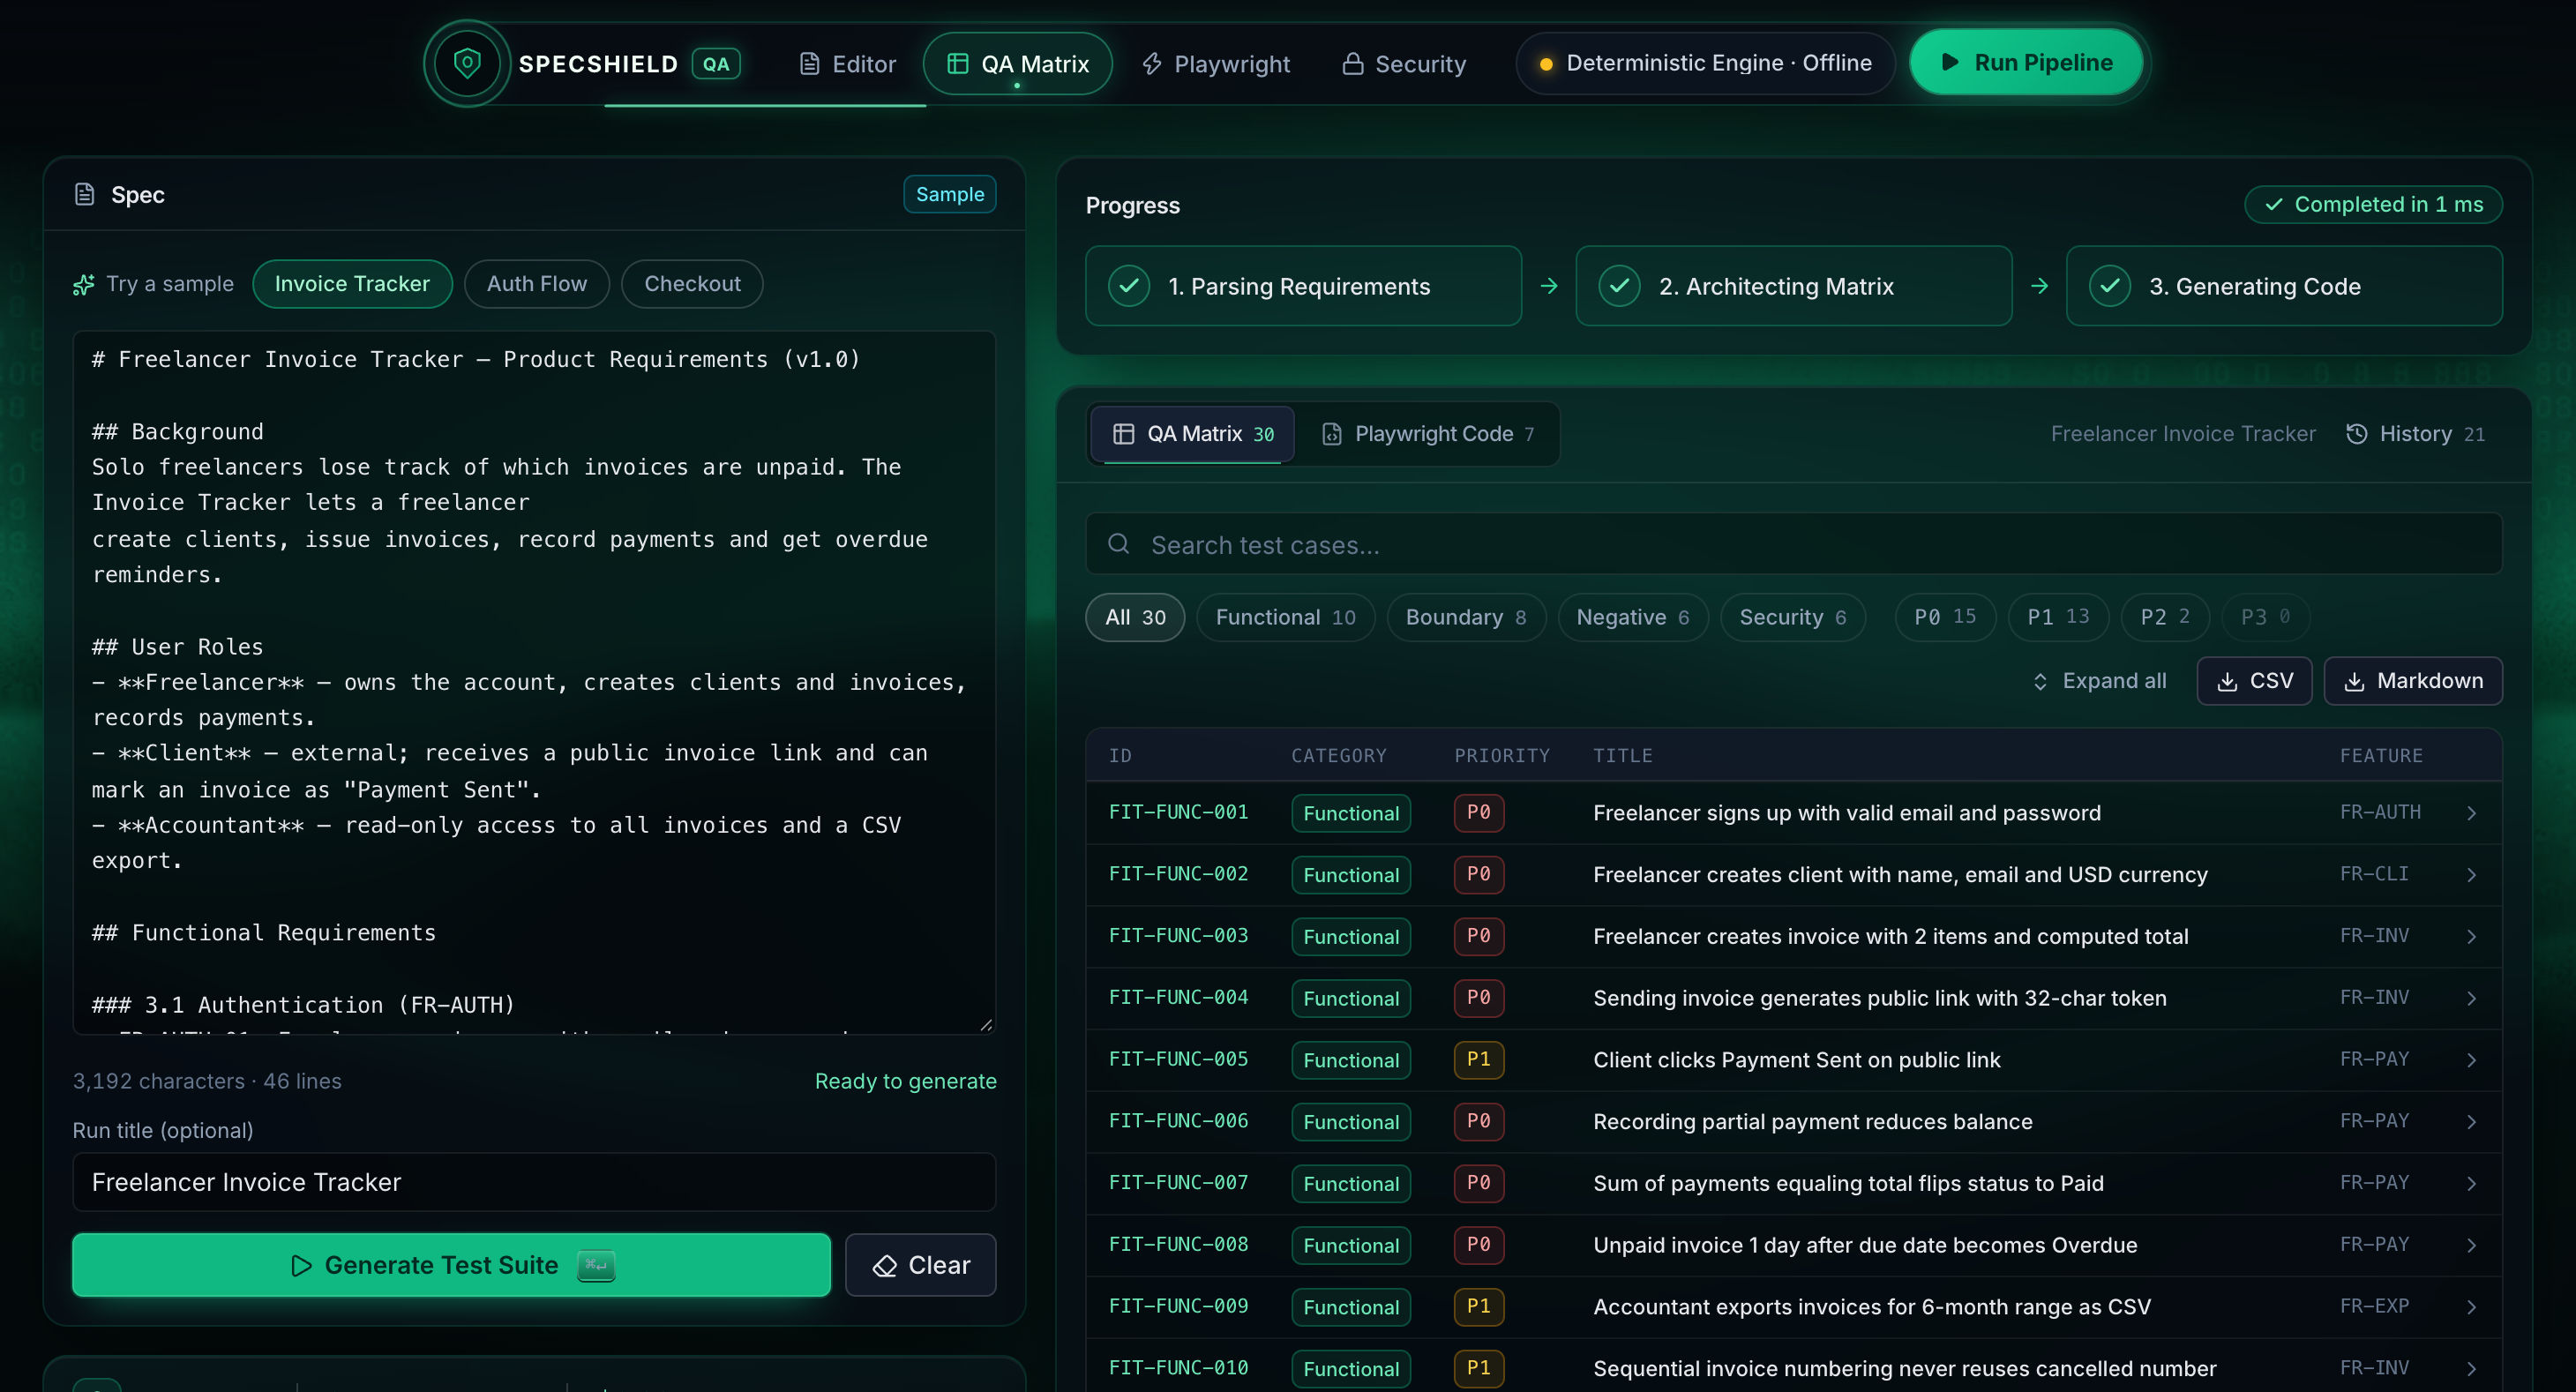 SPECSHIELD QA
Editor
QA Matrix
Playwright
Security
Deterministic Engine · Offline
Run Pipeline
Spec
Sample
Try a sample
Invoice Tracker
Auth Flow
Checkout
# Freelancer Invoice Tracker — Product Requirements (v1.0)
## Background
Solo freelancers lose track of which invoices are unpaid. The
Invoice Tracker lets a freelancer
create clients, issue invoices, record payments and get overdue
reminders.
## User Roles
- **Freelancer** — owns the account, creates clients and invoices,
records payments.
- **Client** — external; receives a public invoice link and can
mark an invoice as "Payment Sent".
- **Accountant** — read-only access to all invoices and a CSV
export.
## Functional Requirements
### 3.1 Authentication (FR-AUTH)
3,192 characters · 46 lines
Ready to generate
Run title (optional)
Freelancer Invoice Tracker
Generate Test Suite ⌘↵
Clear
Progress
Completed in 1 ms
1. Parsing Requirements
2. Architecting Matrix
3. Generating Code
QA Matrix 30
Playwright Code 7
Freelancer Invoice Tracker
History 21
Search test cases...
All 30
Functional 10
Boundary 8
Negative 6
Security 6
P0 15
P1 13
P2 2
P3 0
Expand all
CSV
Markdown
ID CATEGORY PRIORITY TITLE FEATURE
FIT-FUNC-001 Functional P0 Freelancer signs up with valid email and password FR-AUTH
FIT-FUNC-002 Functional P0 Freelancer creates client with name, email and USD currency FR-CLI
FIT-FUNC-003 Functional P0 Freelancer creates invoice with 2 items and computed total FR-INV
FIT-FUNC-004 Functional P0 Sending invoice generates public link with 32-char token FR-INV
FIT-FUNC-005 Functional P1 Client clicks Payment Sent on public link FR-PAY
FIT-FUNC-006 Functional P0 Recording partial payment reduces balance FR-PAY
FIT-FUNC-007 Functional P0 Sum of payments equaling total flips status to Paid FR-PAY
FIT-FUNC-008 Functional P0 Unpaid invoice 1 day after due date becomes Overdue FR-PAY
FIT-FUNC-009 Functional P1 Accountant exports invoices for 6-month range as CSV FR-EXP
FIT-FUNC-010 Functional P1 Sequential invoice numbering never reuses cancelled number FR-INV